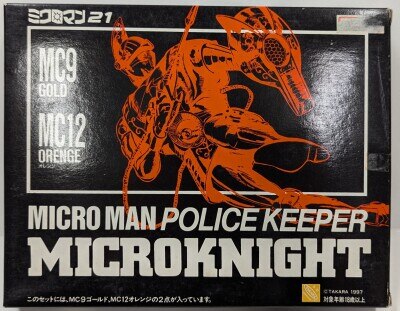 ミクロマン21
MC9
GOLD
MC12
ORENGE
オレンジ
MICRO MAN POLICE KEEPER
MICROKNIGHT
このセットには、MC9ゴールド、MC12オレンジの2点が入っています。
© TAKARA 1997
対象年齢18歳以上